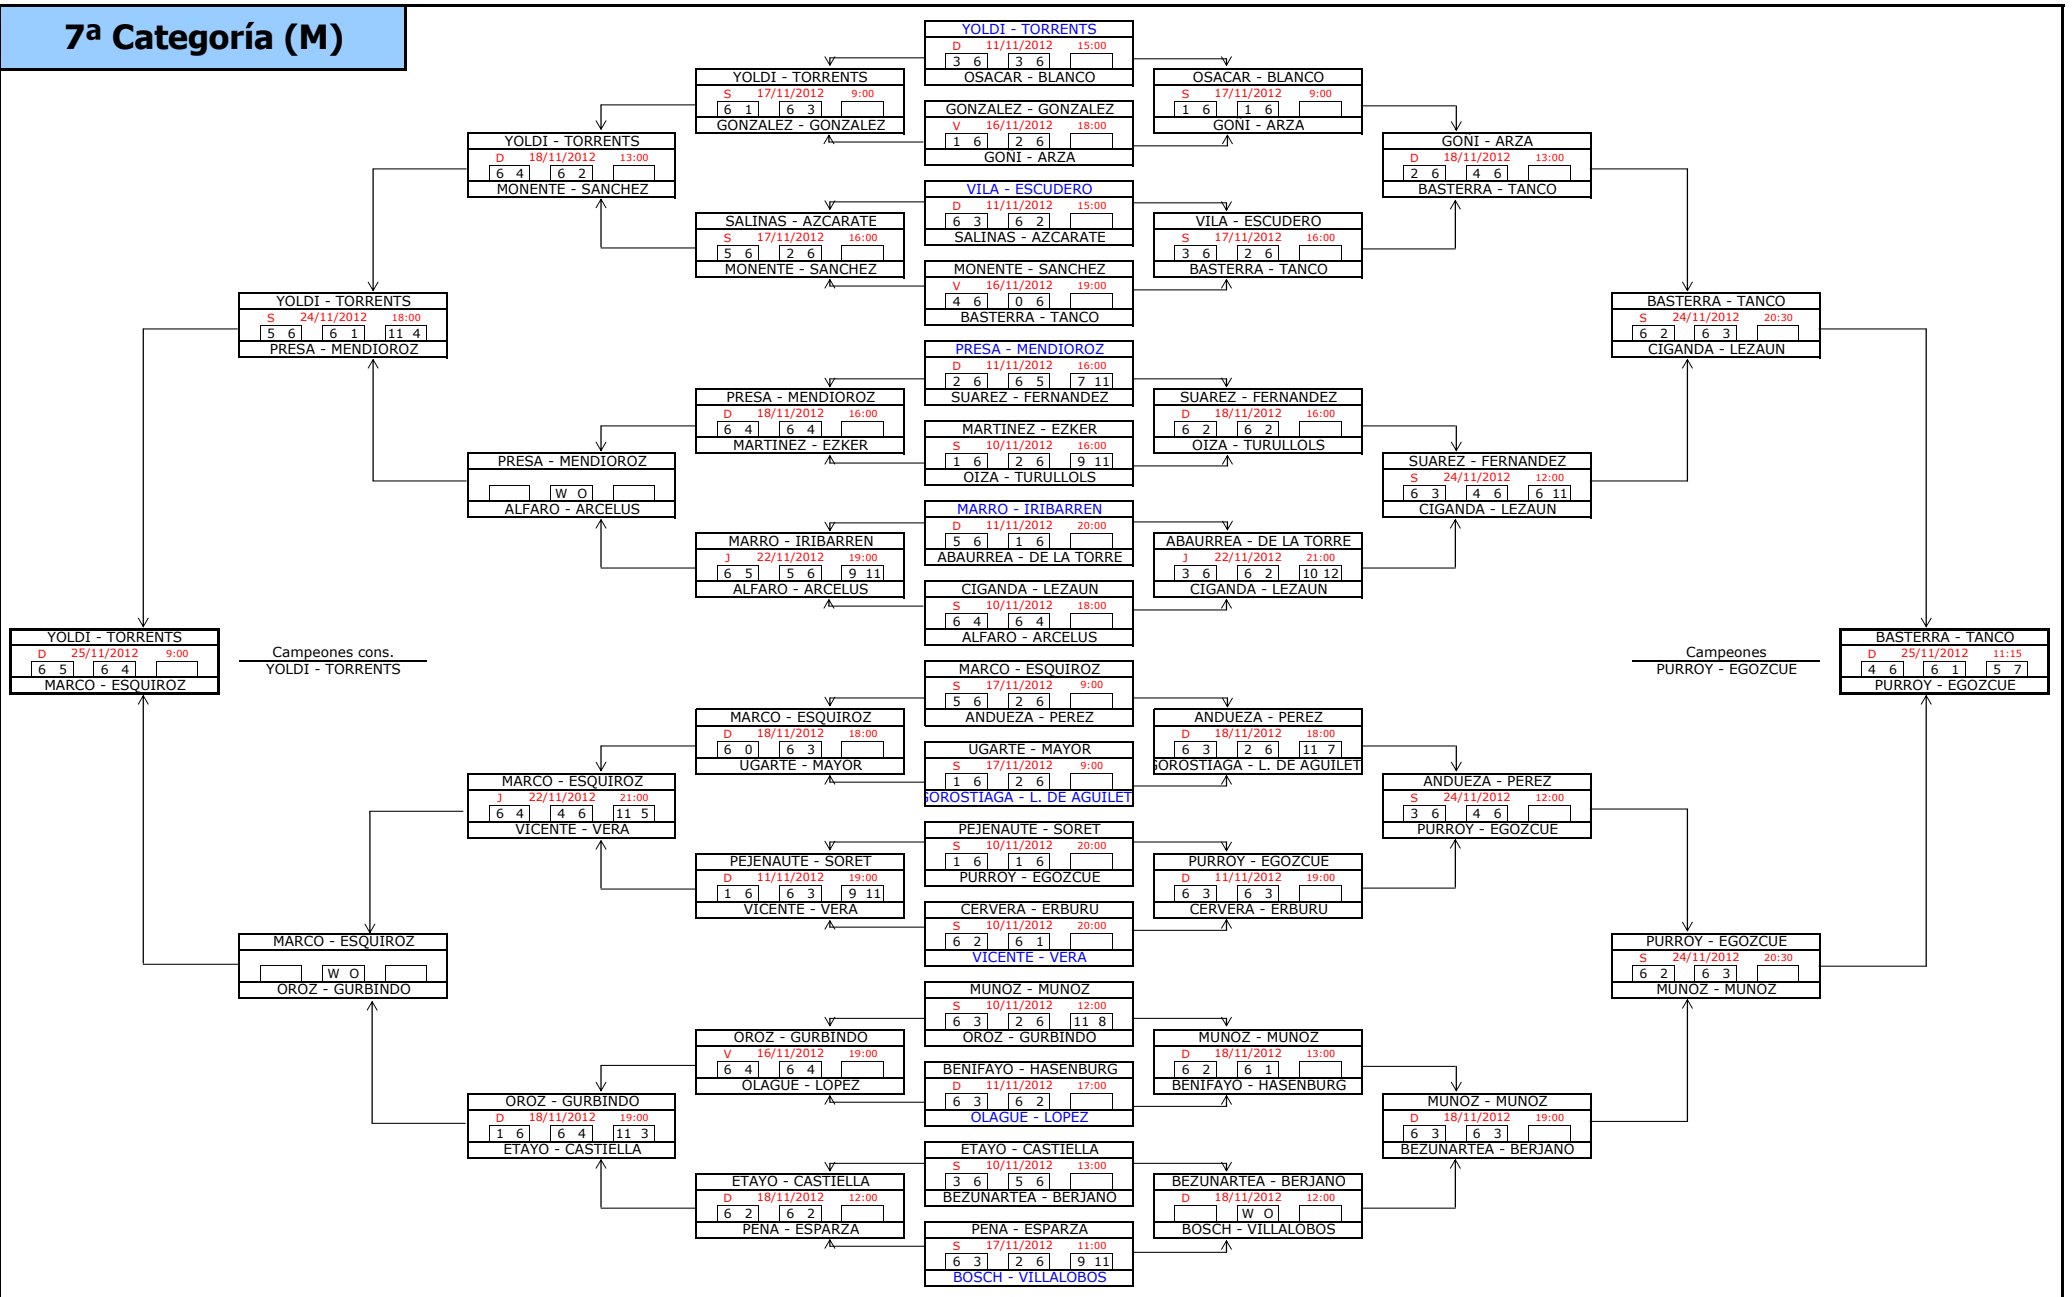 7ª Categoría (M)
YOLDI - TORRENTS
D 11/11/2012 15:00
3 6 3 6
OSACAR - BLANCO
GONZALEZ - GONZALEZ
V 16/11/2012 18:00
1 6 2 6
GOÑI - ARZA
VILA - ESCUDERO
D 11/11/2012 15:00
6 3 6 2
SALINAS - AZCARATE
MONENTE - SANCHEZ
V 16/11/2012 19:00
4 6 0 6
BASTERRA - TANCO
PRESA - MENDIOROZ
D 11/11/2012 16:00
2 6 6 5 7 11
SUAREZ - FERNANDEZ
MARTINEZ - EZKER
S 10/11/2012 16:00
1 6 2 6 9 11
OIZA - TURULLOLS
MARRO - IRIBARREN
D 11/11/2012 20:00
5 6 1 6
ABAURREA - DE LA TORRE
CIGANDA - LEZAUN
S 10/11/2012 18:00
6 4 6 4
ALFARO - ARCELUS
MARCO - ESQUIROZ
S 17/11/2012 9:00
5 6 2 6
ANDUEZA - PEREZ
UGARTE - MAYOR
S 17/11/2012 9:00
1 6 2 6
GOROSTIAGA - L. DE AGUILET
PEJENAUTE - SORET
S 10/11/2012 20:00
1 6 1 6
PURROY - EGOZCUE
CERVERA - ERBURU
S 10/11/2012 20:00
6 2 6 1
VICENTE - VERA
MUÑOZ - MUÑOZ
S 10/11/2012 12:00
6 3 2 6 11 8
OROZ - GURBINDO
BENIFAYO - HASENBURG
D 11/11/2012 17:00
6 3 6 2
OLAGUE - LOPEZ
ETAYO - CASTIELLA
S 10/11/2012 13:00
3 6 5 6
BEZUNARTEA - BERJANO
PEÑA - ESPARZA
S 17/11/2012 11:00
6 3 2 6 9 11
BOSCH - VILLALOBOS
YOLDI - TORRENTS
S 17/11/2012 9:00
6 1 6 3
GONZALEZ - GONZALEZ
SALINAS - AZCARATE
S 17/11/2012 16:00
5 6 2 6
MONENTE - SANCHEZ
PRESA - MENDIOROZ
D 18/11/2012 16:00
6 4 6 4
MARTINEZ - EZKER
MARRO - IRIBARREN
J 22/11/2012 19:00
6 5 5 6 9 11
ALFARO - ARCELUS
MARCO - ESQUIROZ
D 18/11/2012 18:00
6 0 6 3
UGARTE - MAYOR
PEJENAUTE - SORET
D 11/11/2012 19:00
1 6 6 3 9 11
VICENTE - VERA
OROZ - GURBINDO
V 16/11/2012 19:00
6 4 6 4
OLAGUE - LOPEZ
ETAYO - CASTIELLA
D 18/11/2012 12:00
6 2 6 2
PEÑA - ESPARZA
YOLDI - TORRENTS
D 18/11/2012 13:00
6 4 6 2
MONENTE - SANCHEZ
PRESA - MENDIOROZ
W O
ALFARO - ARCELUS
MARCO - ESQUIROZ
J 22/11/2012 21:00
6 4 4 6 11 5
VICENTE - VERA
OROZ - GURBINDO
D 18/11/2012 19:00
1 6 6 4 11 3
ETAYO - CASTIELLA
YOLDI - TORRENTS
S 24/11/2012 18:00
5 6 6 1 11 4
PRESA - MENDIOROZ
MARCO - ESQUIROZ
W O
OROZ - GURBINDO
YOLDI - TORRENTS
D 25/11/2012 9:00
6 5 6 4
MARCO - ESQUIROZ
Campeones cons.
YOLDI - TORRENTS
OSACAR - BLANCO
S 17/11/2012 9:00
1 6 1 6
GOÑI - ARZA
VILA - ESCUDERO
S 17/11/2012 16:00
3 6 2 6
BASTERRA - TANCO
SUAREZ - FERNANDEZ
D 18/11/2012 16:00
6 2 6 2
OIZA - TURULLOLS
ABAURREA - DE LA TORRE
J 22/11/2012 21:00
3 6 6 2 10 12
CIGANDA - LEZAUN
ANDUEZA - PEREZ
D 18/11/2012 18:00
6 3 2 6 11 7
GOROSTIAGA - L. DE AGUILET
PURROY - EGOZCUE
D 11/11/2012 19:00
6 3 6 3
CERVERA - ERBURU
MUÑOZ - MUÑOZ
D 18/11/2012 13:00
6 2 6 1
BENIFAYO - HASENBURG
BEZUNARTEA - BERJANO
D 18/11/2012 12:00
W O
BOSCH - VILLALOBOS
GOÑI - ARZA
D 18/11/2012 13:00
2 6 4 6
BASTERRA - TANCO
SUAREZ - FERNANDEZ
S 24/11/2012 12:00
6 3 4 6 6 11
CIGANDA - LEZAUN
ANDUEZA - PEREZ
S 24/11/2012 12:00
3 6 4 6
PURROY - EGOZCUE
MUÑOZ - MUÑOZ
D 18/11/2012 19:00
6 3 6 3
BEZUNARTEA - BERJANO
BASTERRA - TANCO
S 24/11/2012 20:30
6 2 6 3
CIGANDA - LEZAUN
PURROY - EGOZCUE
S 24/11/2012 20:30
6 2 6 3
MUÑOZ - MUÑOZ
Campeones
PURROY - EGOZCUE
BASTERRA - TANCO
D 25/11/2012 11:15
4 6 6 1 5 7
PURROY - EGOZCUE